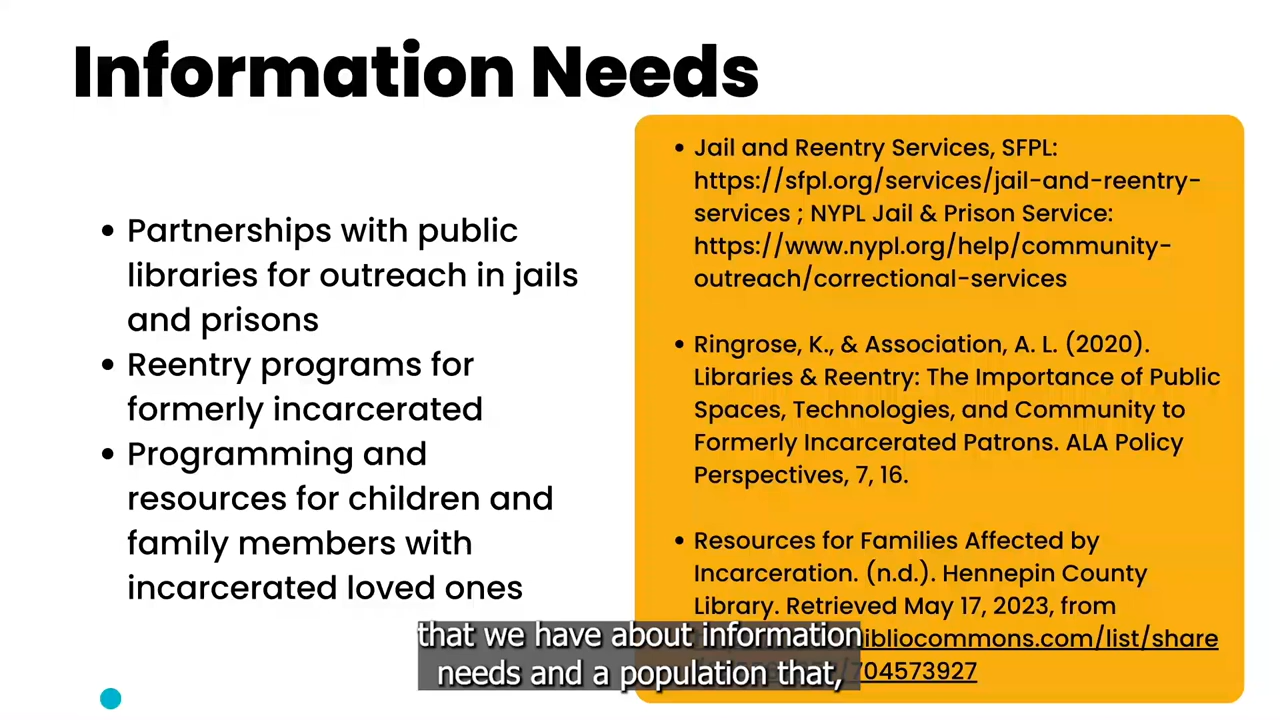 Information Needs
• Partnerships with public
libraries for outreach in jails
and prisons
• Reentry programs for
formerly incarcerated
• Programming and
resources for children and
family members with
incarcerated loved ones
• Jail and Reentry Services, SFPL:
https://sfpl.org/services/jail-and-reentry-
services ; NYPL Jail & Prison Service:
https://www.nypl.org/help/community-
outreach/correctional-services
• Ringrose, K., & Association, A. L. (2020).
Libraries & Reentry: The Importance of Public
Spaces, Technologies, and Community to
Formerly Incarcerated Patrons. ALA Policy
Perspectives, 7, 16.
• Resources for Families Affected by
Incarceration. (n.d.). Hennepin County
Library. Retrieved May 17, 2023, from
ibliocommons.com/list/share
/704573927
that we have about information
needs and a population that,